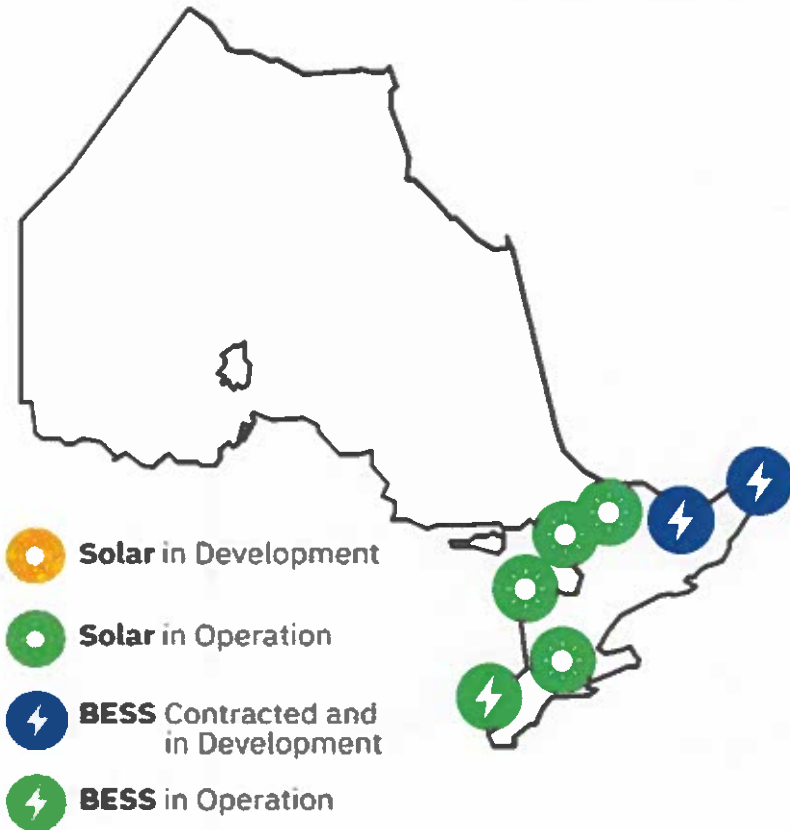 Solar in Development
Solar in Operation
BESS Contracted and
in Development
BESS in Operation